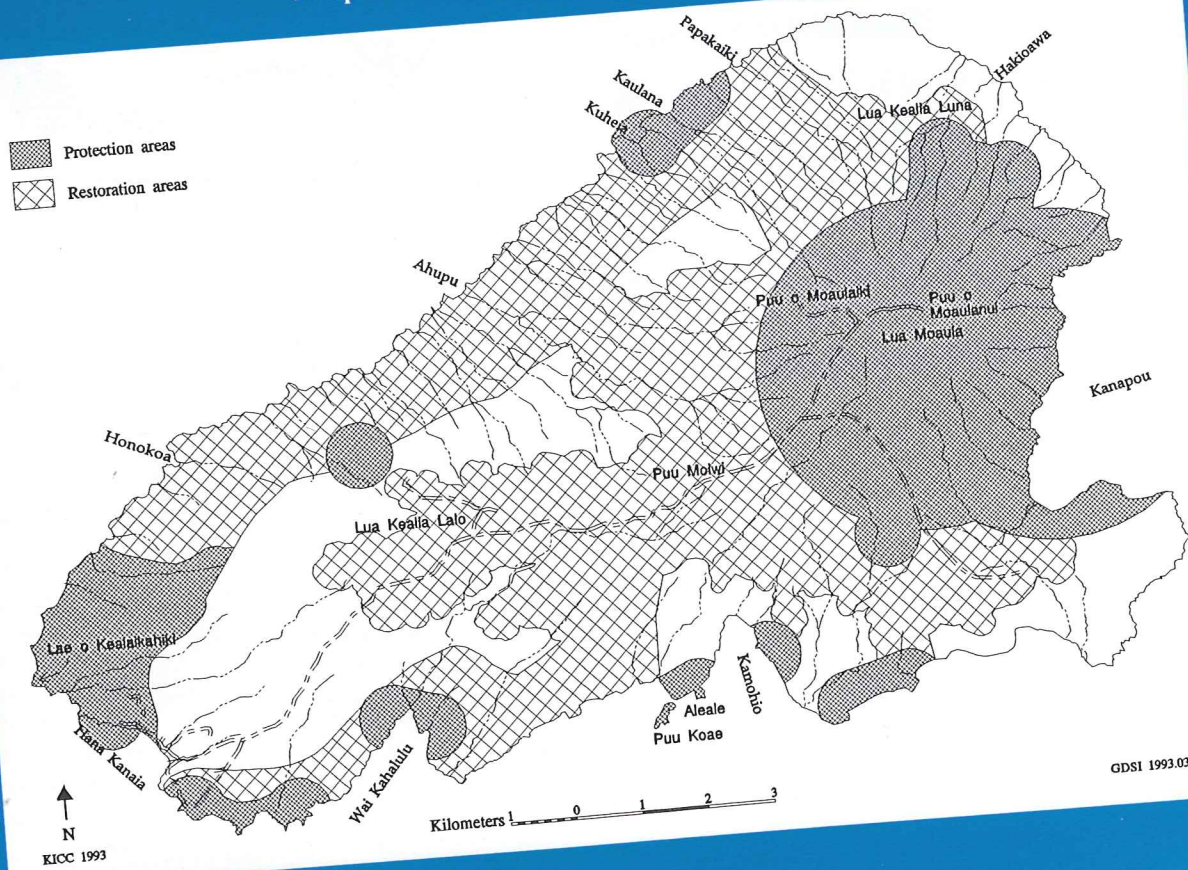 Papakaiki
Hakioawa
Kaulana
Kuheia
Lua Kealia Luna
Protection areas
Restoration areas
Ahupu
Puu o Moaulaiki
Puu o
Moaulanui
Lua Moaula
Kanapou
Honokoa
Puu Moiwi
Lua Kealia Lalo
Lae o Kealaikahiki
Kamohio
Aleale
Puu Koae
Hana Kanaia
Wai Kahalulu
GDSI 1993.03
Kilometers 1 0 1 2 3
N
KICC 1993